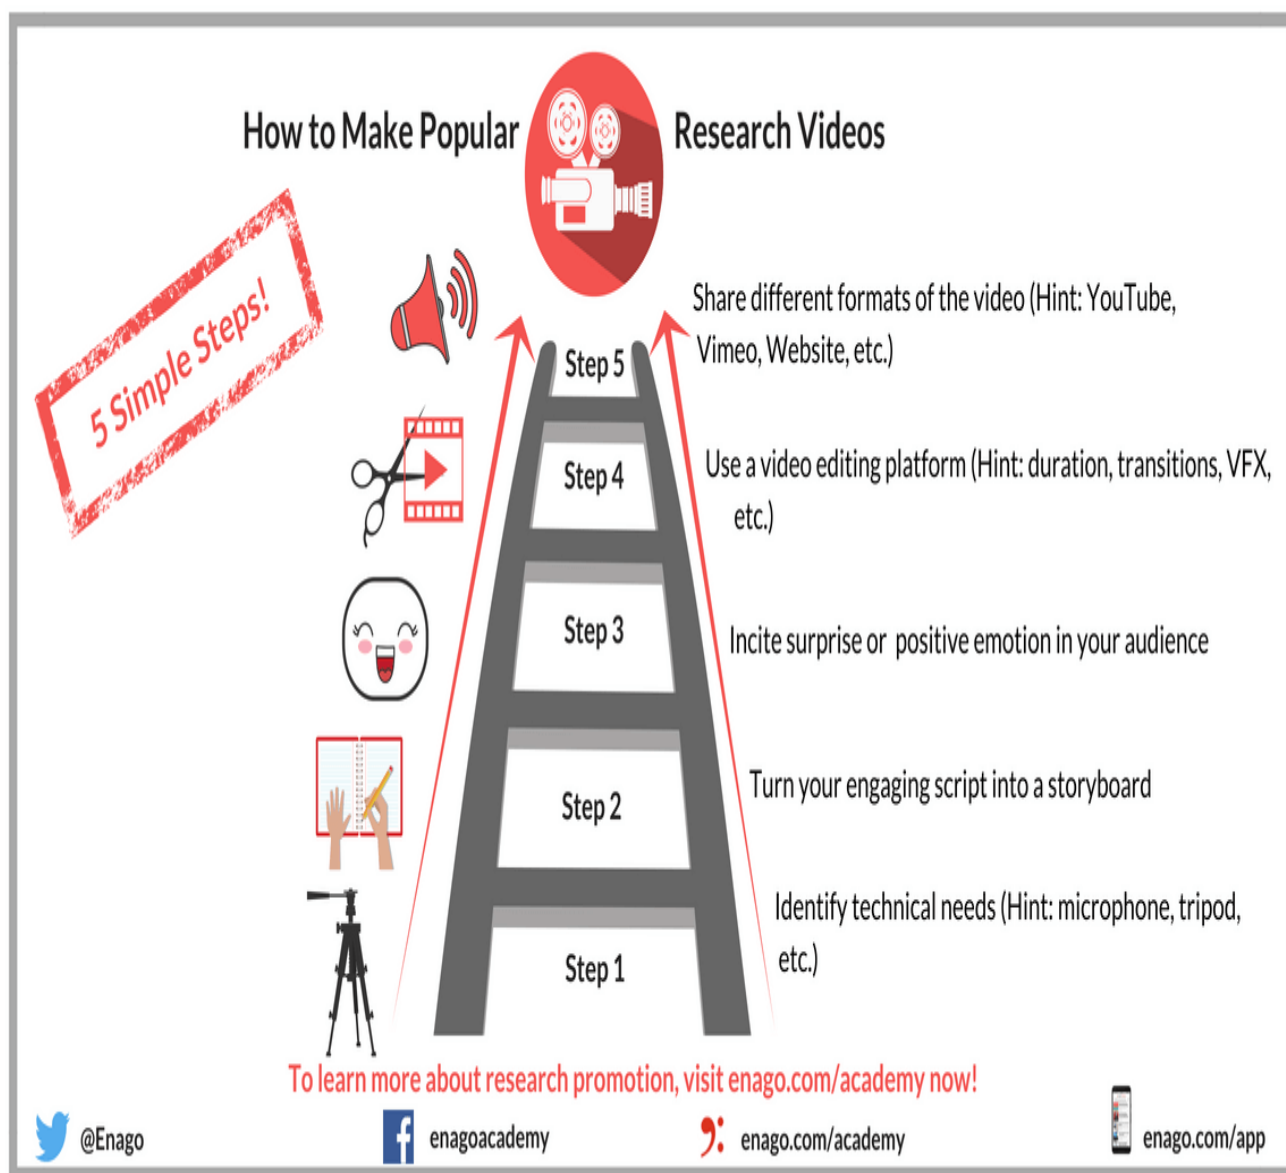 How to Make Popular Research Videos
5 Simple Steps!
Step 5
Share different formats of the video (Hint: YouTube,
Vimeo, Website, etc.)
Step 4
Use a video editing platform (Hint: duration, transitions, VFX,
etc.)
Step 3
Incite surprise or positive emotion in your audience
Step 2
Turn your engaging script into a storyboard
Step 1
Identify technical needs (Hint: microphone, tripod,
etc.)
To learn more about research promotion, visit enago.com/academy now!
@Enago
enagoacademy
enago.com/academy
enago.com/app